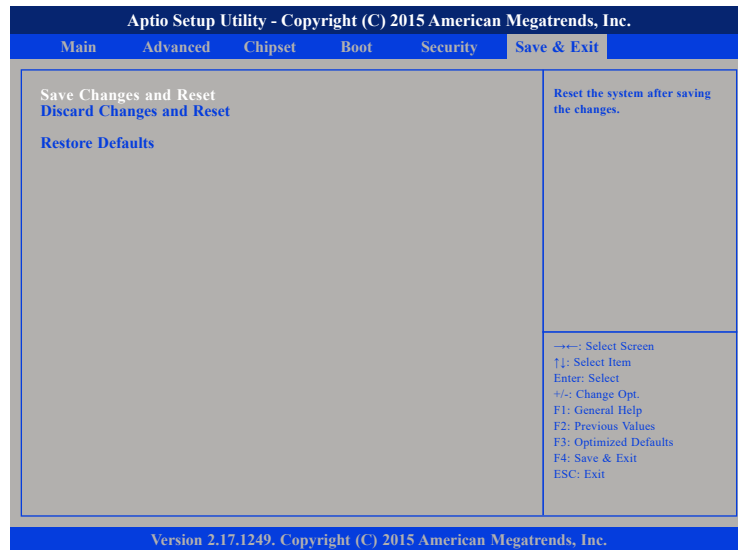 Aptio Setup Utility - Copyright (C) 2015 American Megatrends, Inc.
Main Advanced Chipset Boot Security Save & Exit
Save Changes and Reset
Discard Changes and Reset
Restore Defaults
Reset the system after saving
the changes.
→←: Select Screen
↑↓: Select Item
Enter: Select
+/-: Change Opt.
F1: General Help
F2: Previous Values
F3: Optimized Defaults
F4: Save & Exit
ESC: Exit
Version 2.17.1249. Copyright (C) 2015 American Megatrends, Inc.